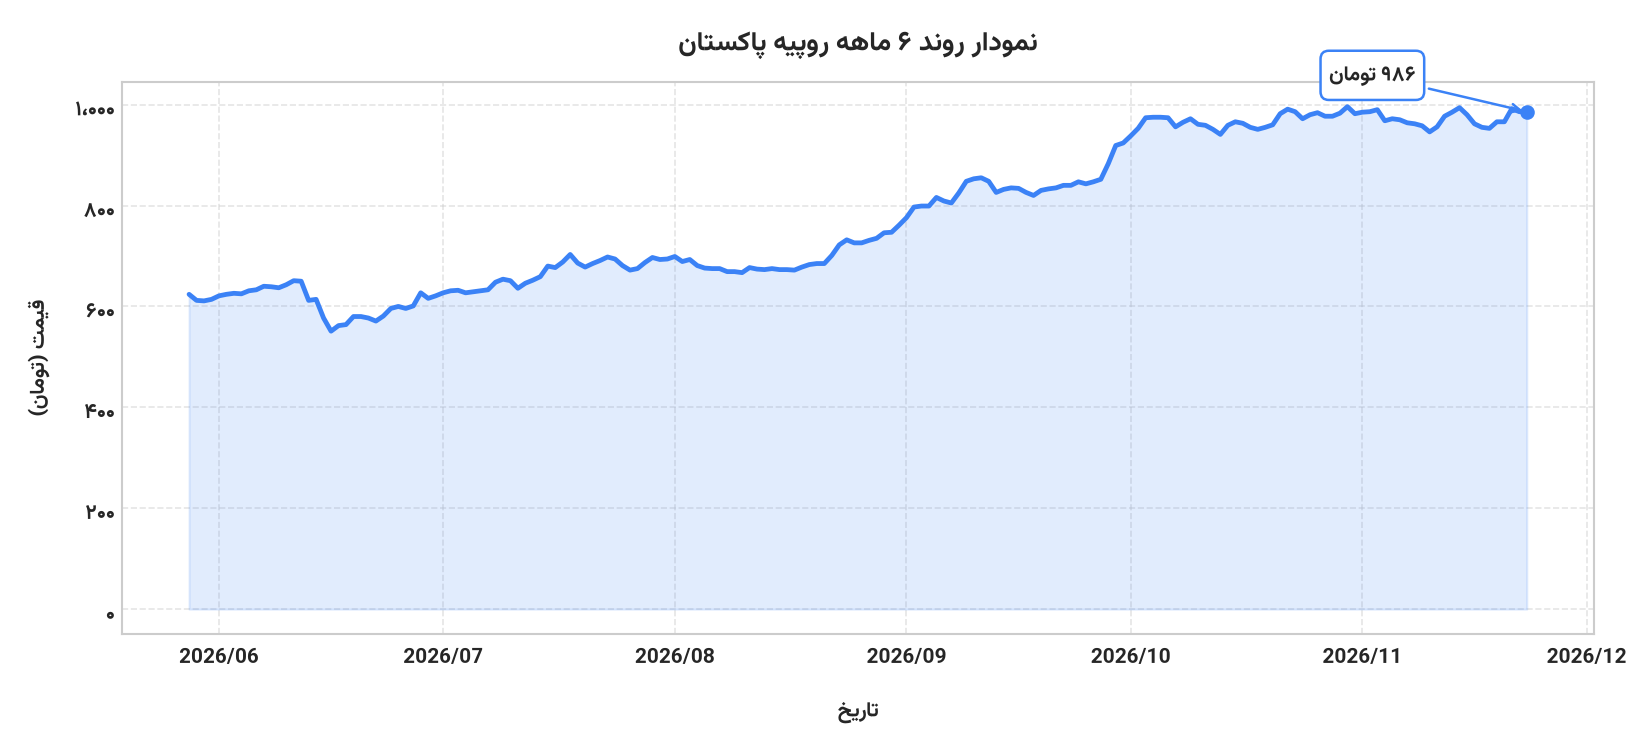 نمودار روند ۶ ماهه روپیه پاکستان
۹۸۶ تومان
۱،۰۰۰
۸۰۰
۶۰۰
۴۰۰
۲۰۰
۰
قیمت (تومان)
2026/06 2026/07 2026/08 2026/09 2026/10 2026/11 2026/12
تاریخ